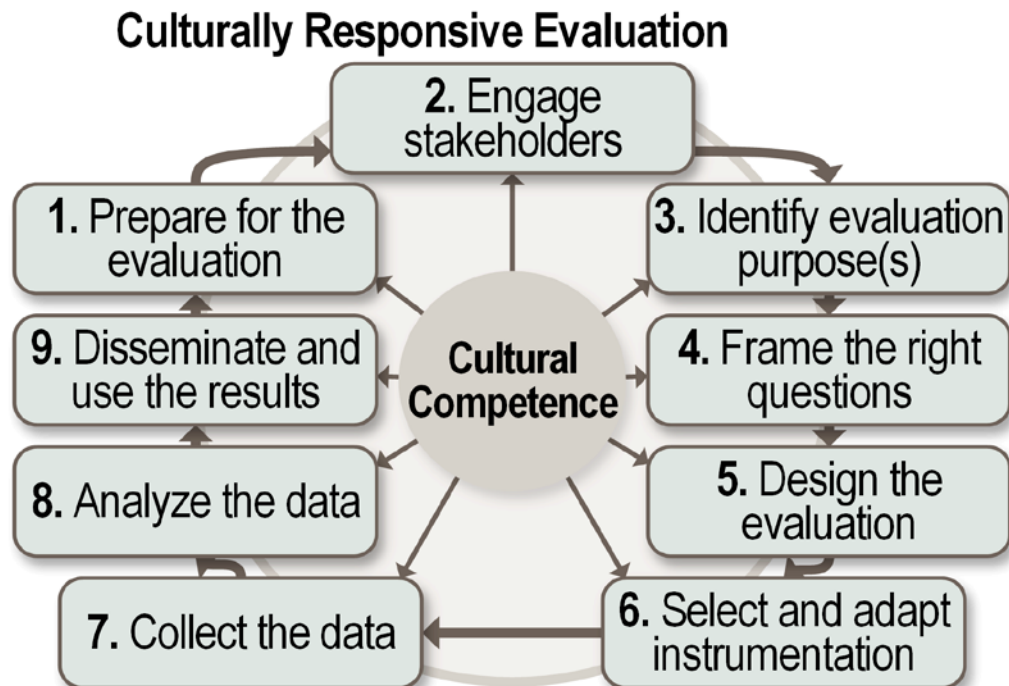 Culturally Responsive Evaluation
2. Engage
stakeholders
1. Prepare for the
evaluation
3. Identify evaluation
purpose(s)
9. Disseminate and
use the results
Cultural
Competence
4. Frame the right
questions
8. Analyze the data
5. Design the
evaluation
7. Collect the data
6. Select and adapt
instrumentation